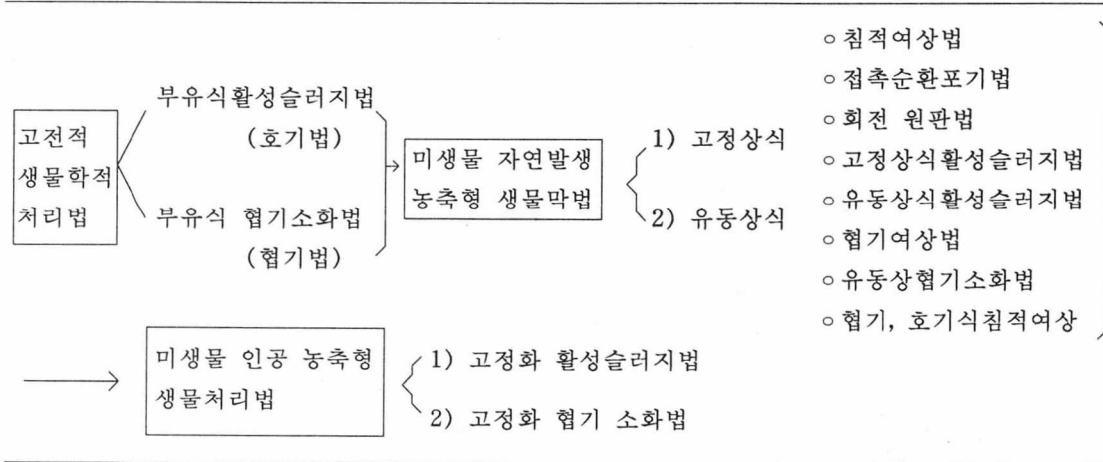 고전적
생물학적
처리법
부유식활성슬러지법
(호기법)
부유식 협기소화법
(협기법)
미생물 자연발생
농축형 생물막법
1) 고정상식
2) 유동상식
○ 침적여상법
○ 접촉순환포기법
○ 회전 원판법
○ 고정상식활성슬러지법
○ 유동상식활성슬러지법
○ 협기여상법
○ 유동상협기소화법
○ 협기, 호기식침적여상
미생물 인공 농축형
생물처리법
1) 고정화 활성슬러지법
2) 고정화 협기 소화법